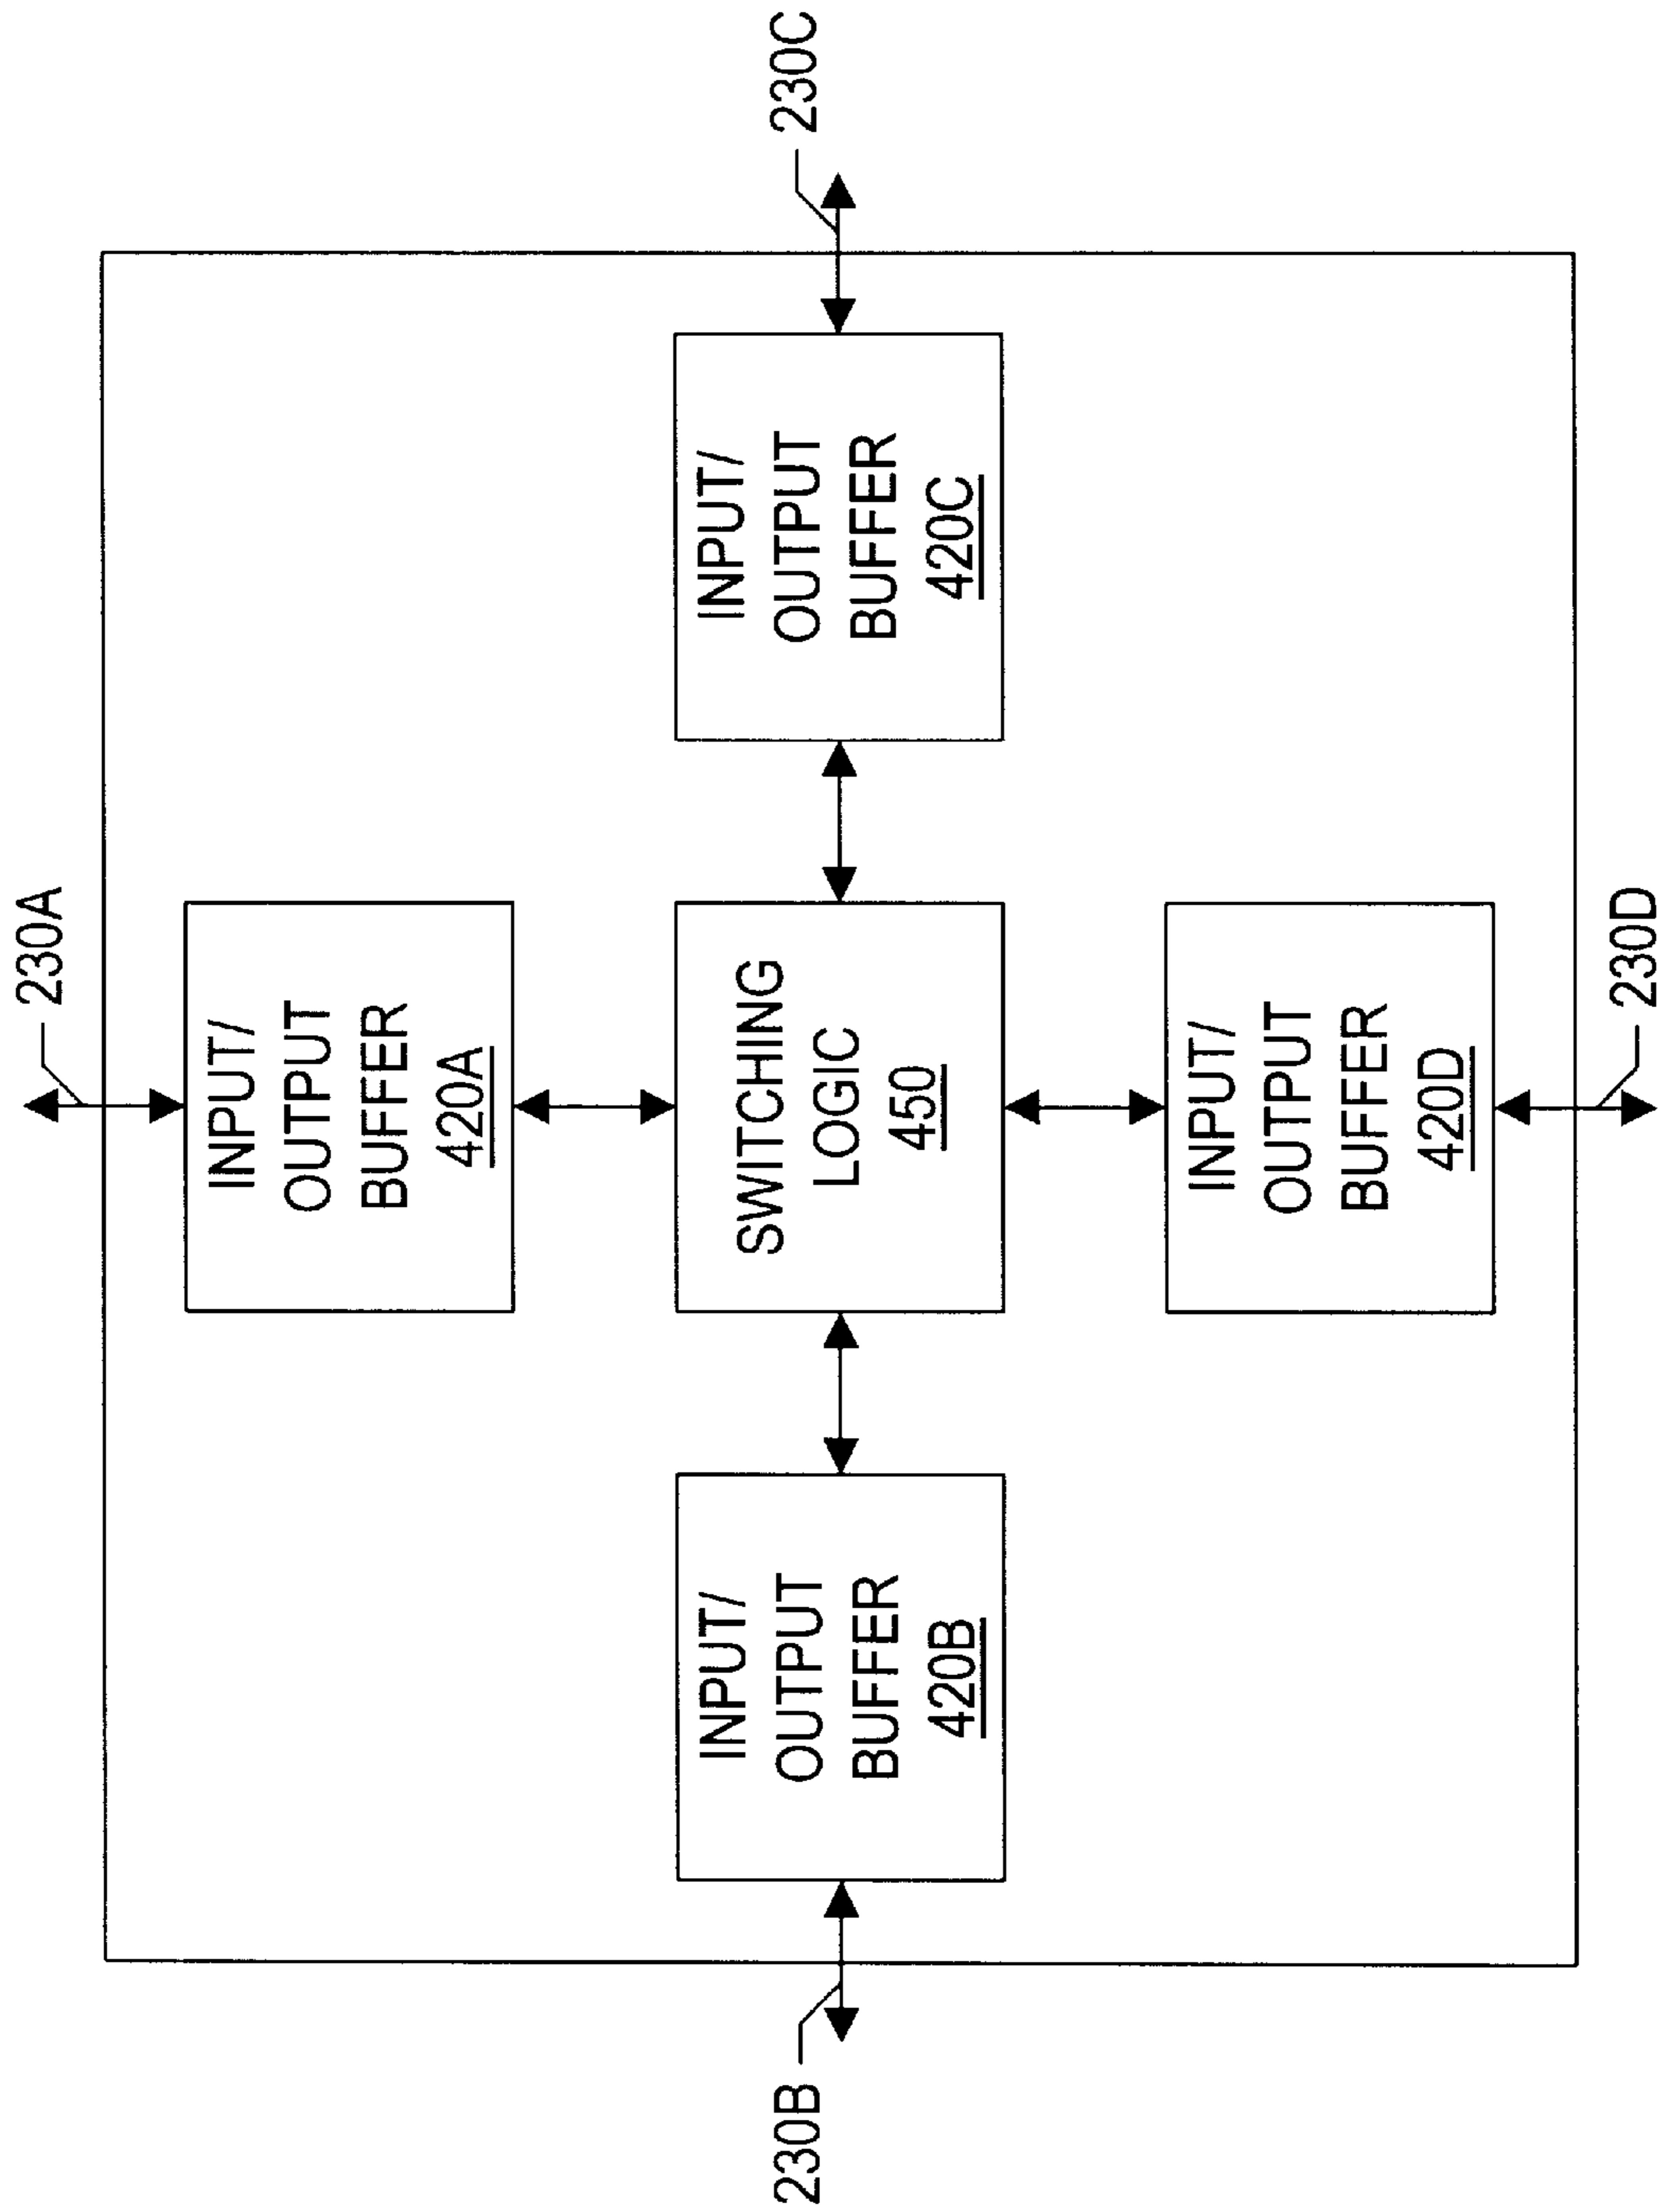 230A
INPUT/
OUTPUT
BUFFER
420A
230B
INPUT/
OUTPUT
BUFFER
420B
SWITCHING
LOGIC
450
INPUT/
OUTPUT
BUFFER
420C
230C
INPUT/
OUTPUT
BUFFER
420D
230D